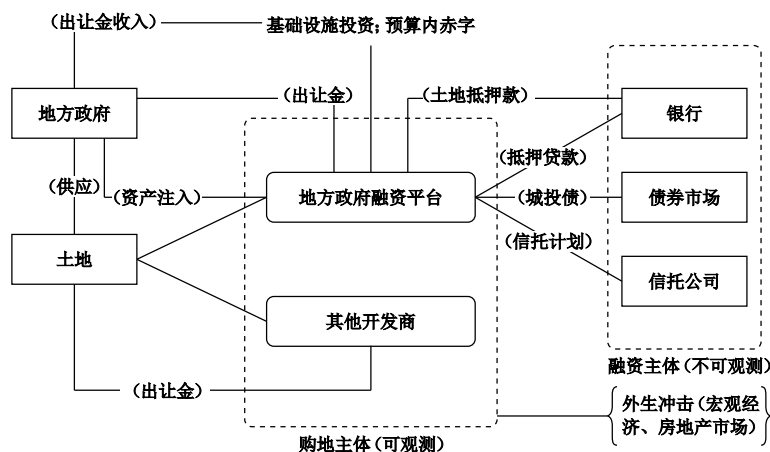 （出让金收入）
基础设施投资；预算内赤字
地方政府
（出让金）
（土地抵押款）
银行
（抵押贷款）
（供应）
（资产注入）
地方政府融资平台
（城投债）
债券市场
（信托计划）
土地
信托公司
其他开发商
融资主体（不可观测）
（出让金）
外生冲击（宏观经
济、房地产市场）
购地主体（可观测）